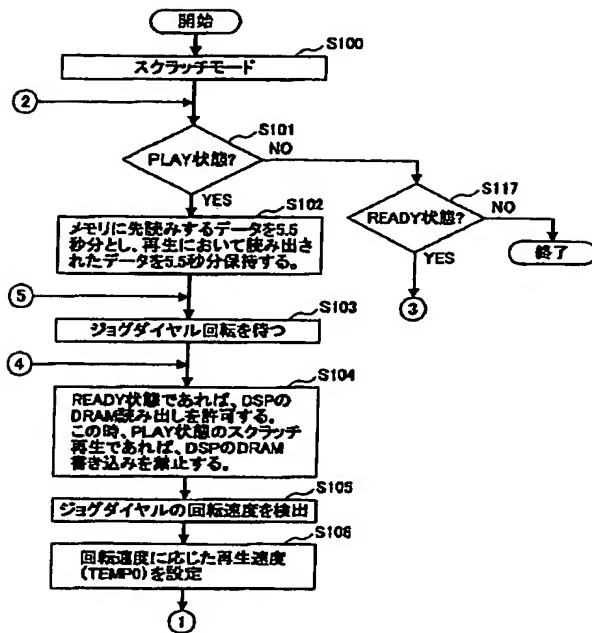 開始
S100
スクラッチモード
②
S101
PLAY状態?
NO
YES
S102
メモリに先読みするデータを5.5
秒分とし、再生において読み出さ
れたデータを5.5秒分保持する。
S117
READY状態?
NO
YES
終了
③
⑤
S103
ジョグダイヤル回転を待つ
④
S104
READY状態であれば、DSPの
DRAM読み出しを許可する。
この時、PLAY状態のスクラッチ
再生であれば、DSPのDRAM
書き込みを禁止する。
S105
ジョグダイヤルの回転速度を検出
S106
回転速度に応じた再生速度
(TEMPO)を設定
①